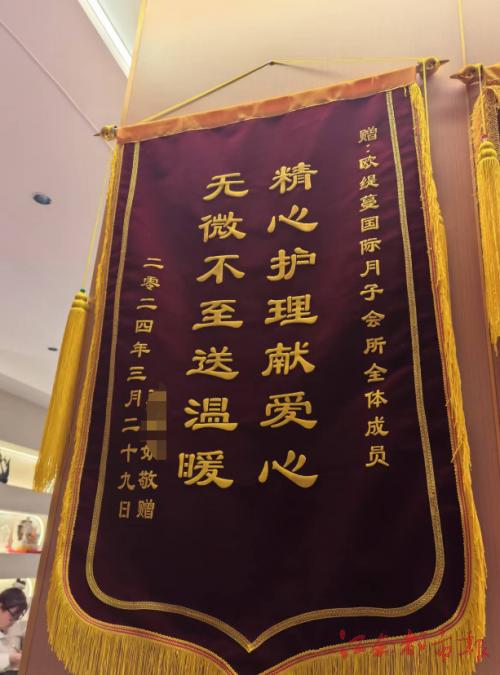 赠:欧缇蔓国际月子会所全体成员
精心护理献爱心
无微不至送温暖
敬赠
二零二四年三月二十九日
江南都市报